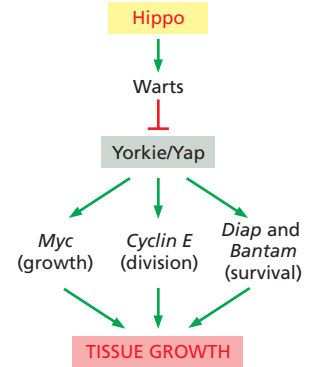 Hippo
Warts
Yorkie/Yap
Myc
(growth)
Cyclin E
(division)
Diap and
Bantam
(survival)
TISSUE GROWTH